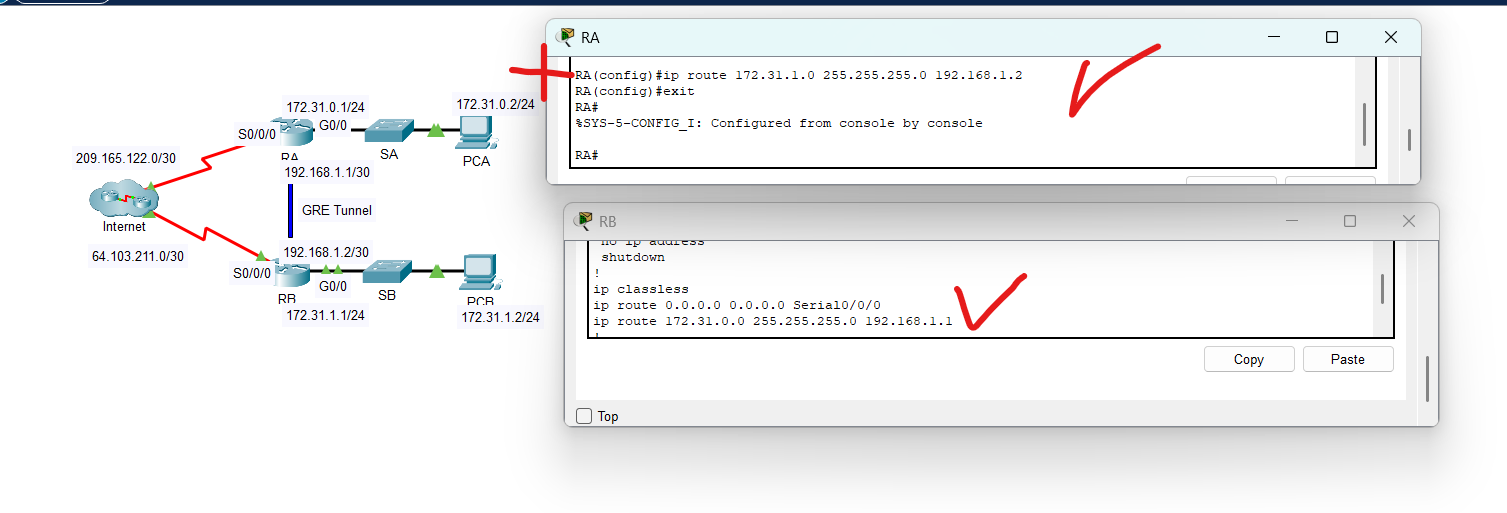 RA
RA(config)#ip route 172.31.1.0 255.255.255.0 192.168.1.2
RA(config)#exit
RA#
%SYS-5-CONFIG_I: Configured from console by console
RA#
172.31.0.1/24
172.31.0.2/24
S0/0/0
G0/0
RA
SA
PCA
209.165.122.0/30
192.168.1.1/30
GRE Tunnel
Internet
64.103.211.0/30
192.168.1.2/30
S0/0/0
G0/0
RB
SB
PCB
172.31.1.1/24
172.31.1.2/24
RB
no ip address
shutdown
!
ip classless
ip route 0.0.0.0 0.0.0.0 Serial0/0/0
ip route 172.31.0.0 255.255.255.0 192.168.1.1
!
Copy
Paste
Top